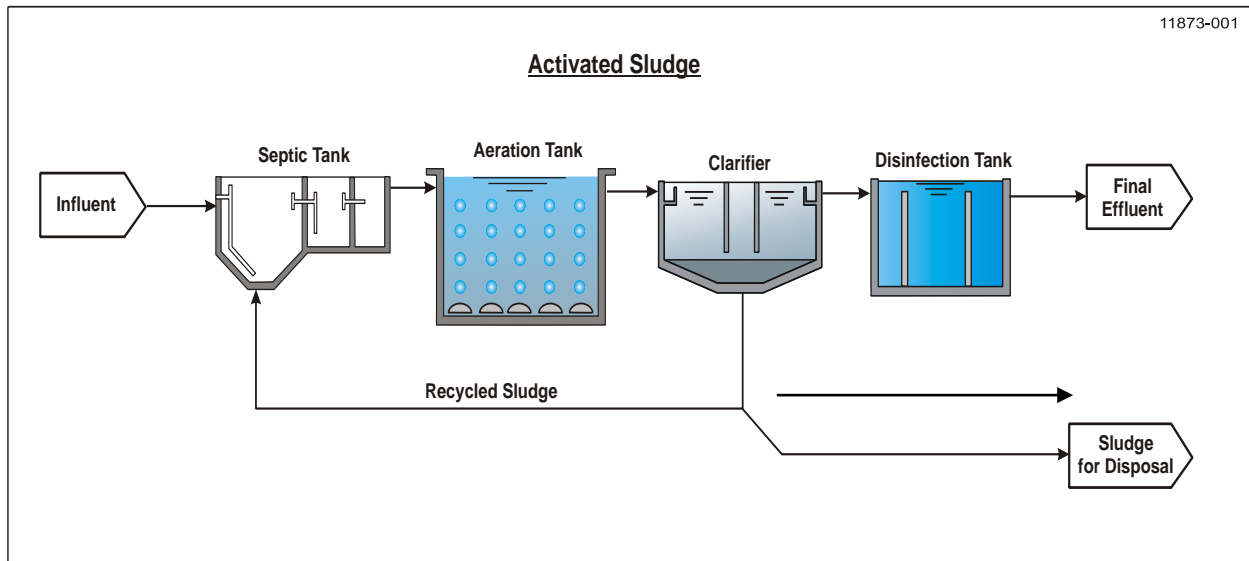 11873-001
Activated Sludge
Septic Tank
Aeration Tank
Clarifier
Disinfection Tank
Influent
Final
Effluent
Recycled Sludge
Sludge
for Disposal